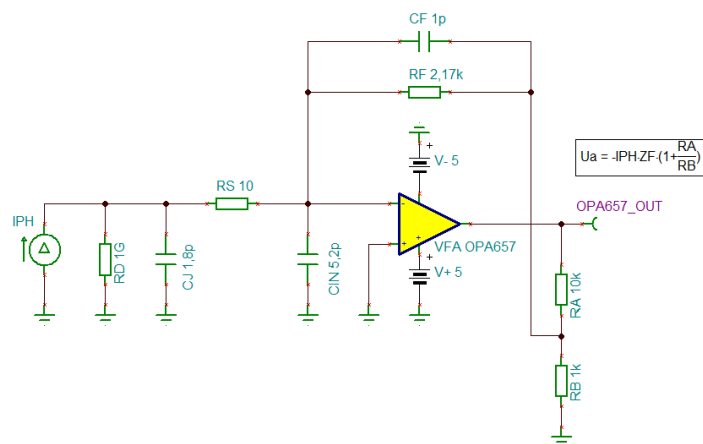 CF 1p
RF 2,17k
Ua = -IPH·ZF·(1+RA/RB)
V- 5
OPA657_OUT
RS 10
IPH
RD 1G
CJ 1,8p
CIN 5,2p
VFA OPA657
V+ 5
RA 10k
RB 1k